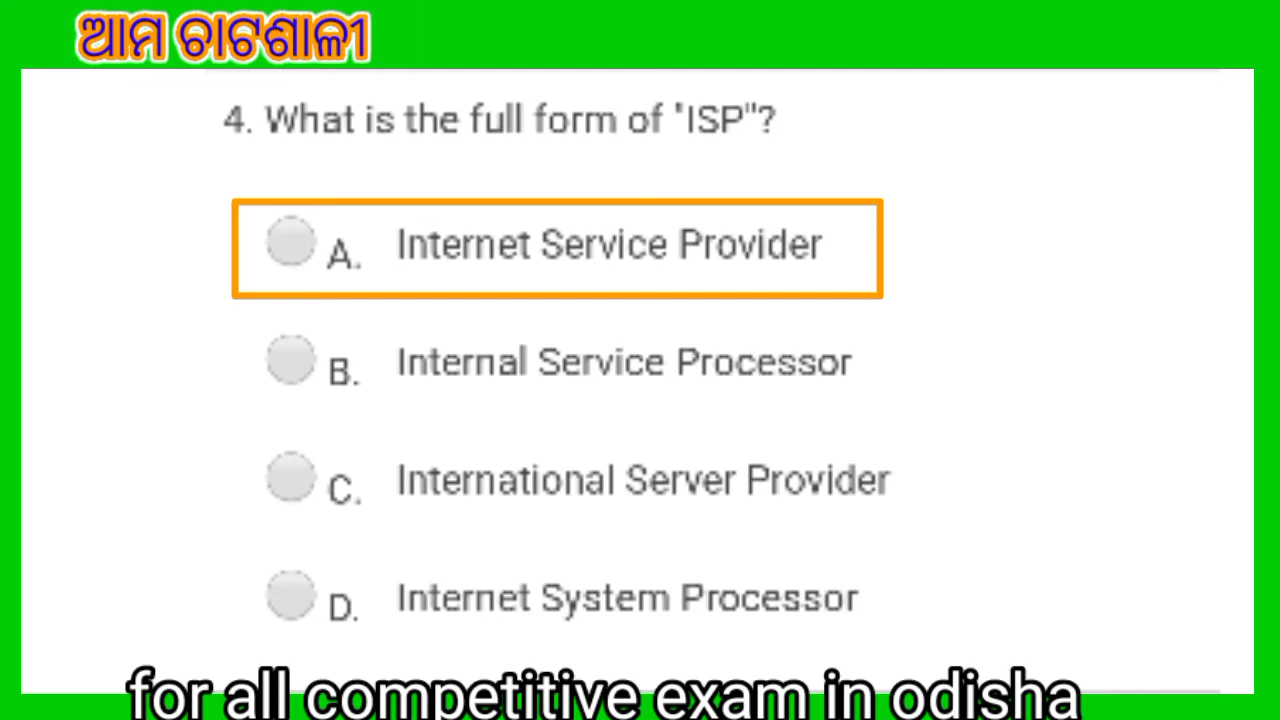 ଆମ ଚାଟଶାଳୀ
4. What is the full form of "ISP"?
A. Internet Service Provider
B. Internal Service Processor
C. International Server Provider
D. Internet System Processor
for all competitive exam in odisha